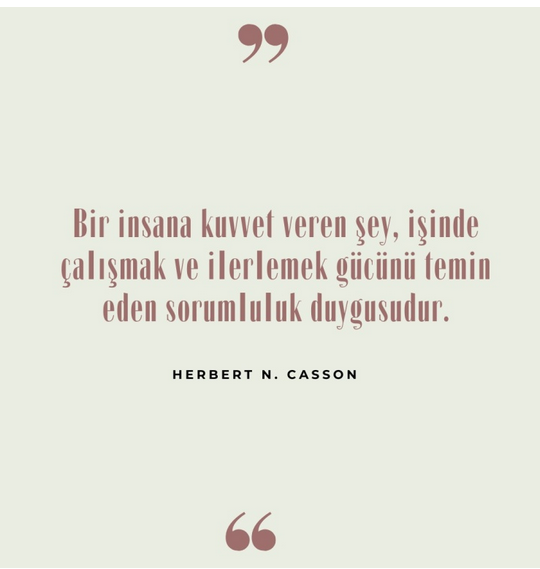 ”
Bir insana kuvvet veren şey, işinde
çalışmak ve ilerlemek gücünü temin
eden sorumluluk duygusudur.
HERBERT N. CASSON
“